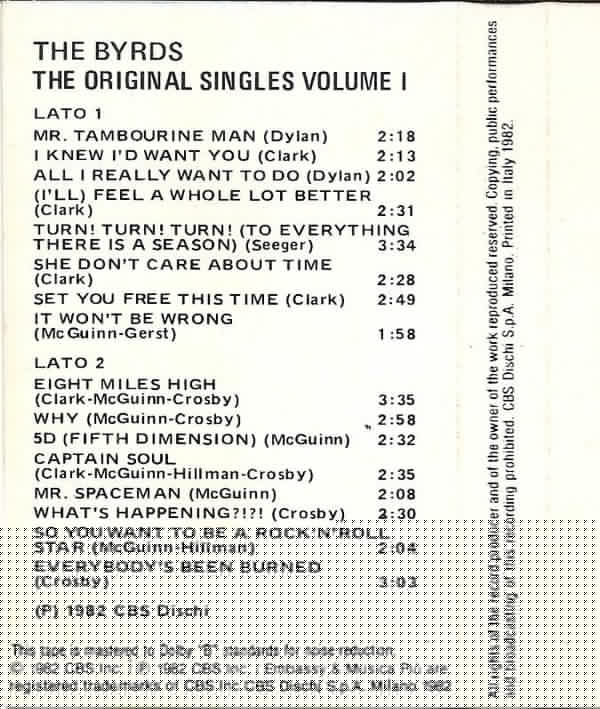 THE BYRDS
THE ORIGINAL SINGLES VOLUME I
LATO 1
MR. TAMBOURINE MAN (Dylan) 2:18
I KNEW I'D WANT YOU (Clark) 2:13
ALL I REALLY WANT TO DO (Dylan) 2:02
(I'LL) FEEL A WHOLE LOT BETTER
(Clark) 2:31
TURN! TURN! TURN! (TO EVERYTHING
THERE IS A SEASON) (Seeger) 3:34
SHE DON'T CARE ABOUT TIME
(Clark) 2:28
SET YOU FREE THIS TIME (Clark) 2:49
IT WON'T BE WRONG
(McGuinn-Gerst) 1:58
LATO 2
EIGHT MILES HIGH
(Clark-McGuinn-Crosby) 3:35
WHY (McGuinn-Crosby) 2:58
5D (FIFTH DIMENSION) (McGuinn) 2:32
CAPTAIN SOUL
(Clark-McGuinn-Hillman-Crosby) 2:35
MR. SPACEMAN (McGuinn) 2:08
WHAT'S HAPPENING?!?! (Crosby) 2:30
SO YOU WANT TO BE A ROCK'N'ROLL
STAR (McGuinn-Hillman) 2:04
EVERYBODY'S BEEN BURNED
(Crosby) 3:03
(P) 1982 CBS Dischi
This tape is mastered to Dolby "B" standards for noise reduction.
© 1982 CBS Inc. / ℗ 1982 CBS Inc. / Embassy & Musica Più are
registered trademarks of CBS Inc. CBS Dischi S.p.A. Milano 1982
All rights of the record producer and of the owner of the work reproduced reserved. Copying, public performances
and broadcasting of this recording prohibited. CBS Dischi S.p.A. Milano. Printed in Italy 1982.